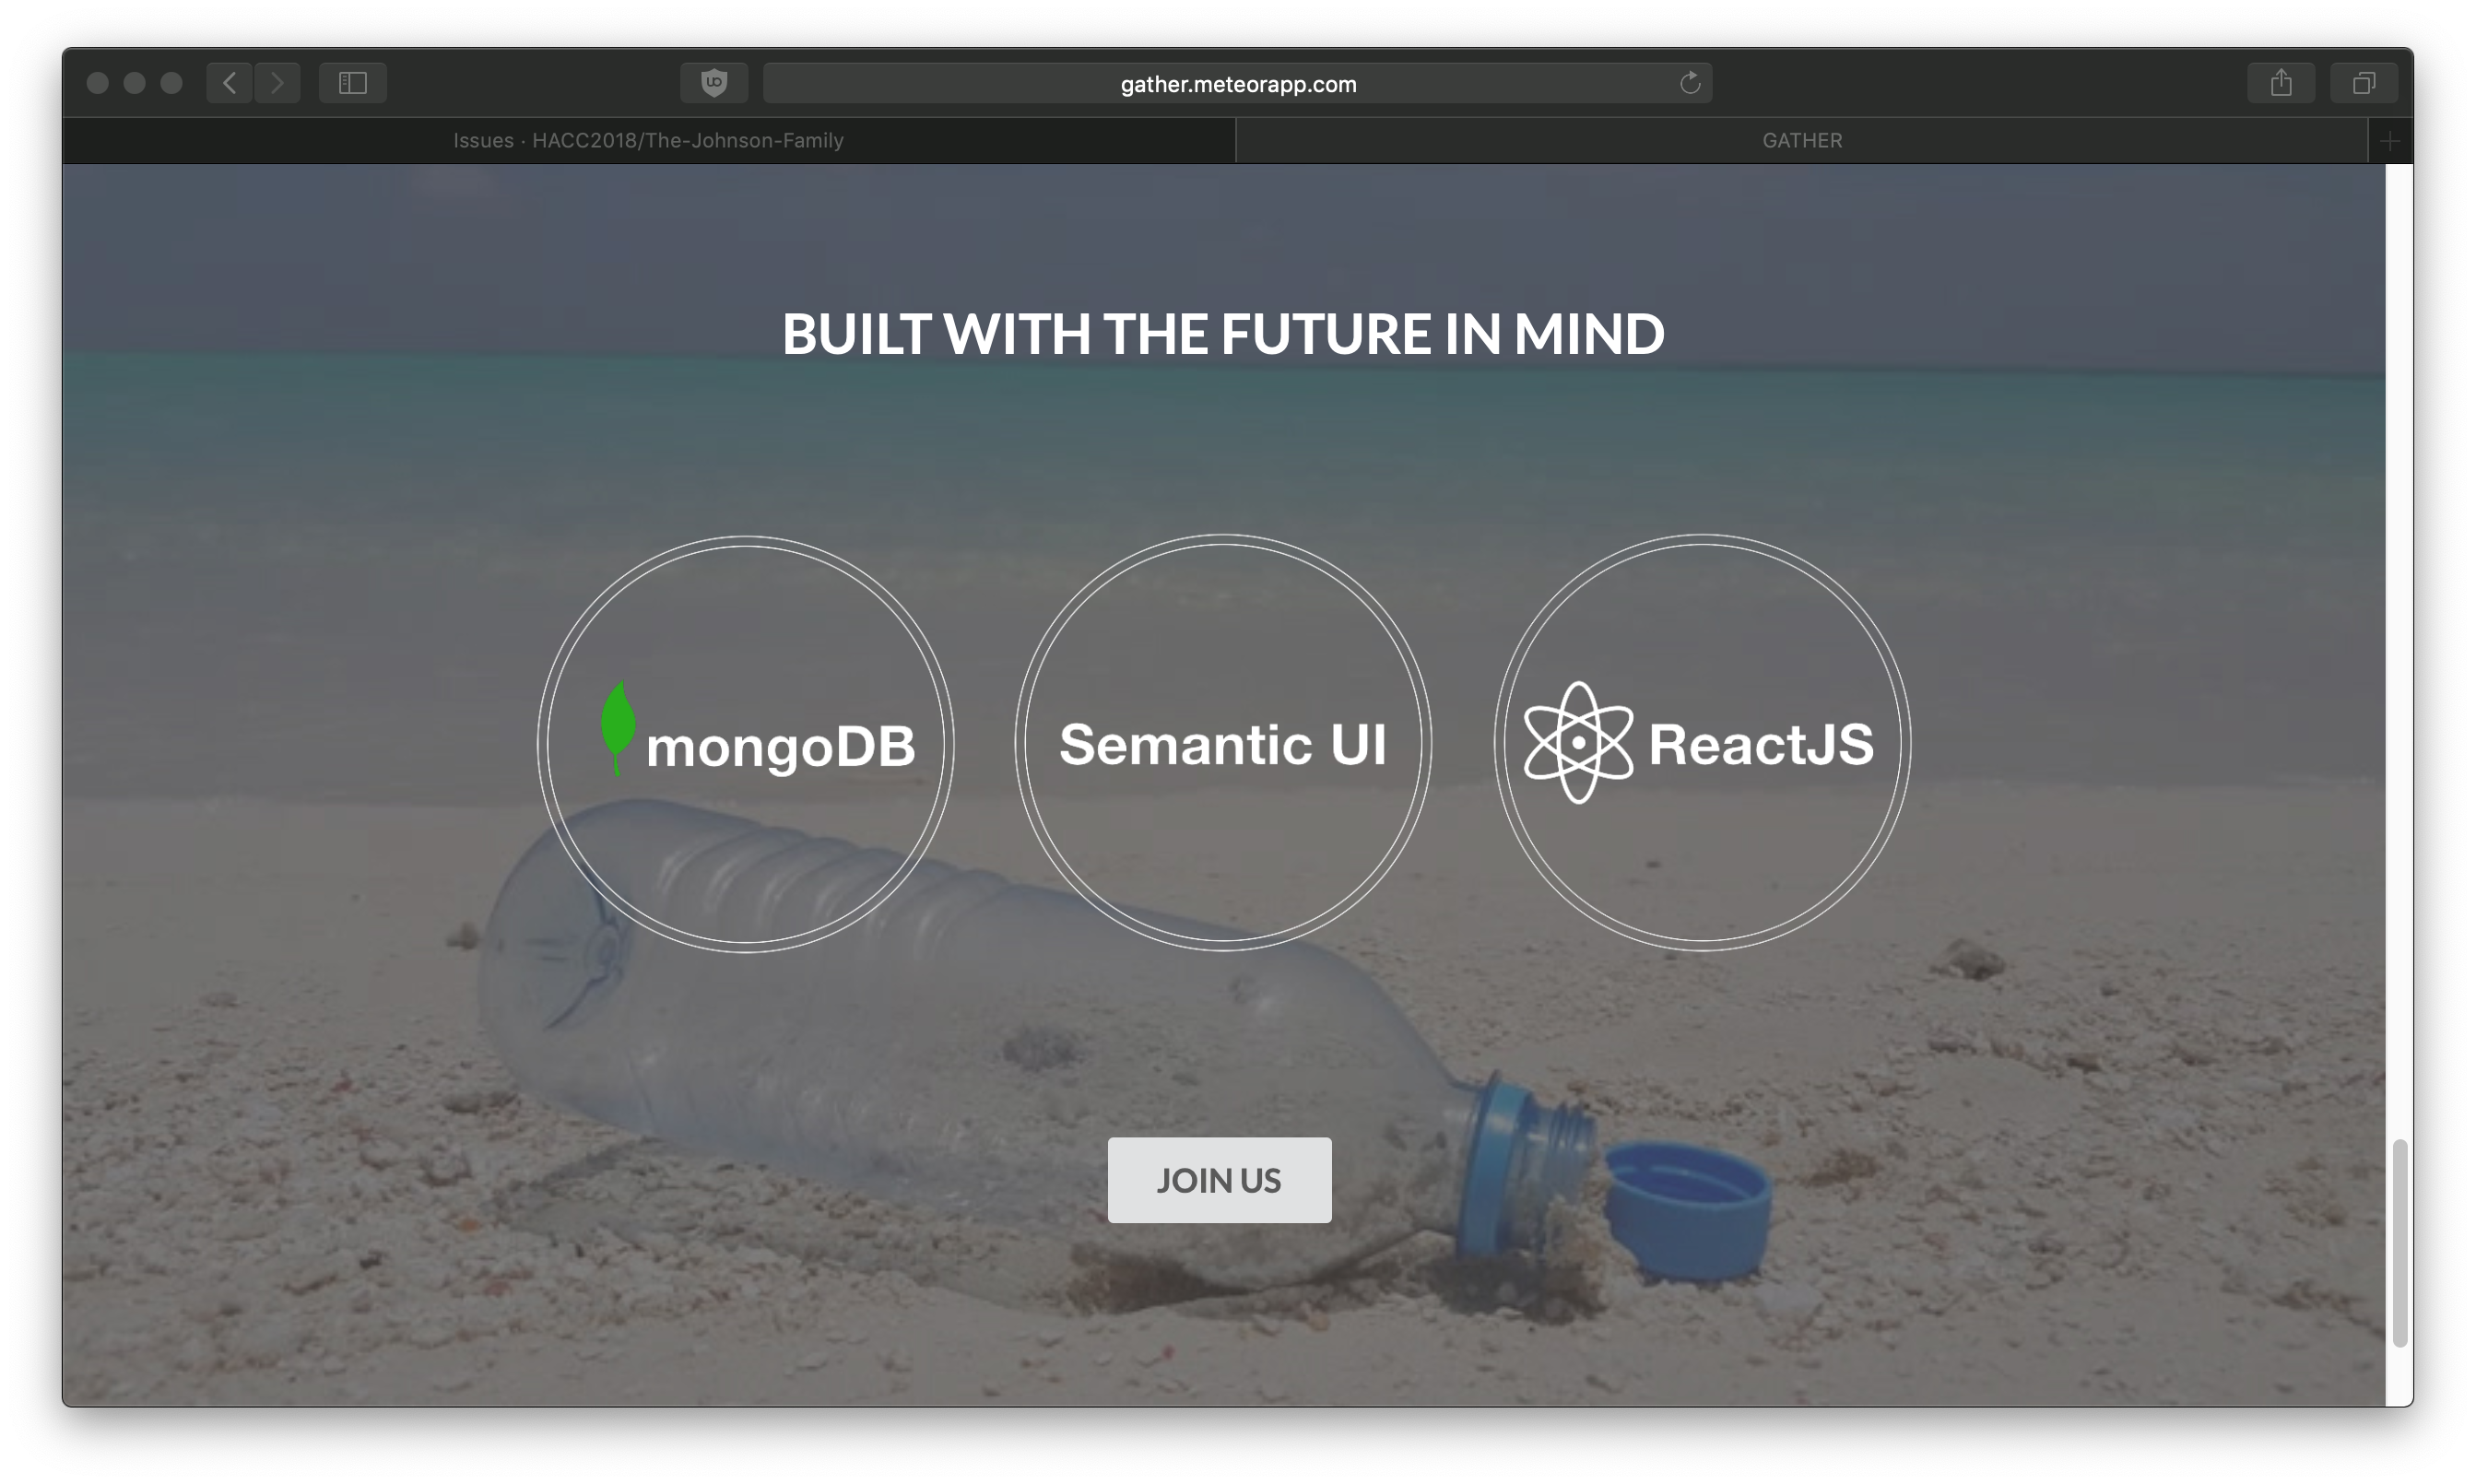 gather.meteorapp.com
Issues · HACC2018/The-Johnson-Family
GATHER
BUILT WITH THE FUTURE IN MIND
mongoDB
Semantic UI
ReactJS
JOIN US